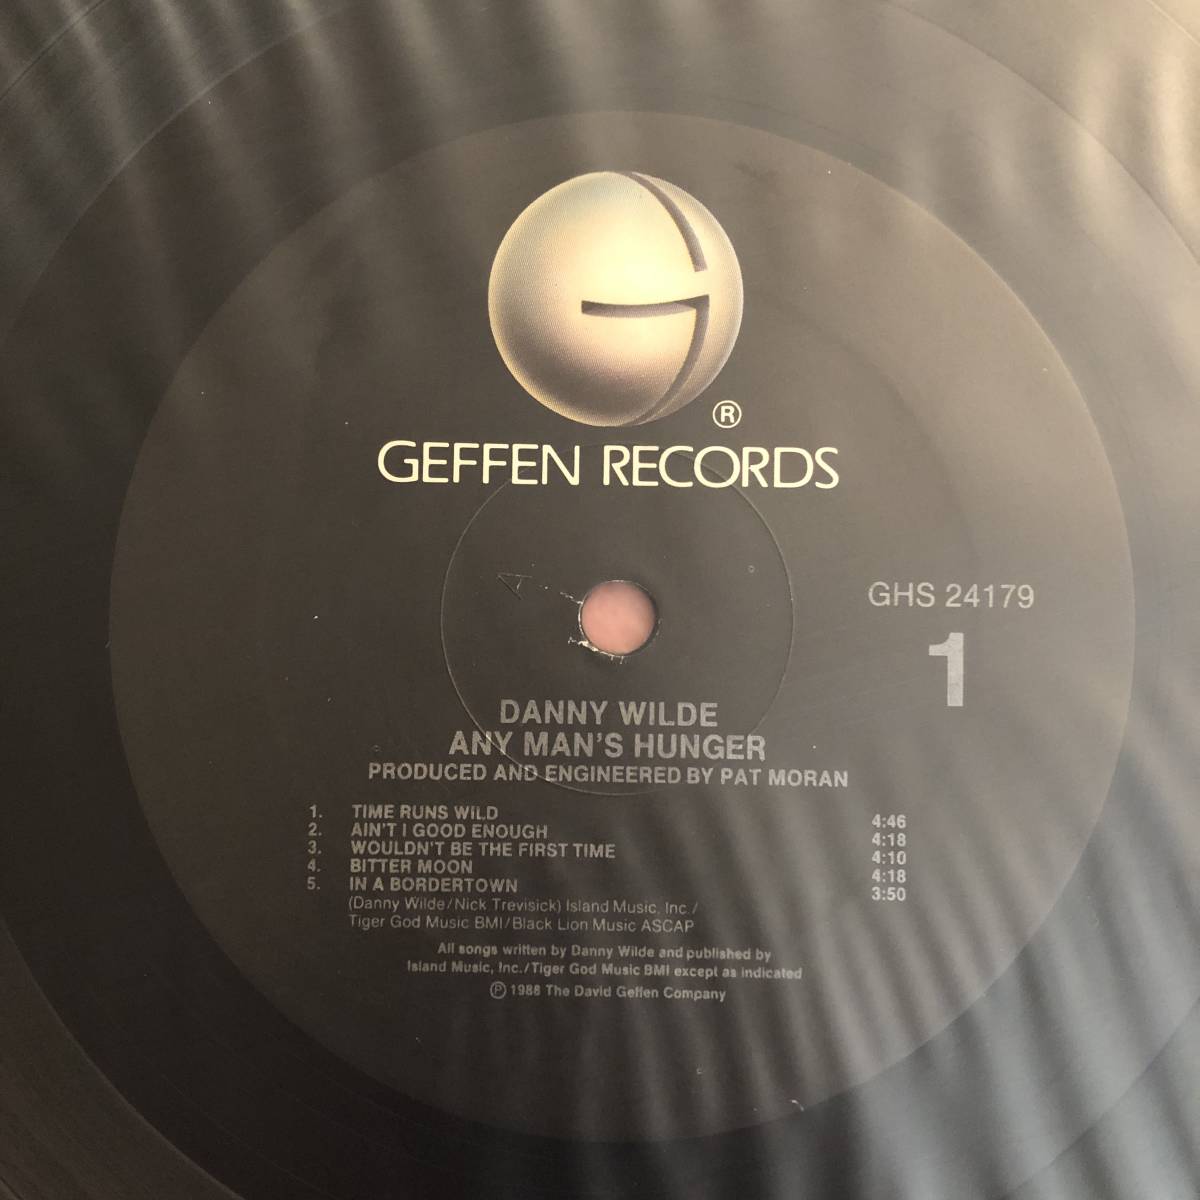 ®
GEFFEN RECORDS
GHS 24179
1
DANNY WILDE
ANY MAN'S HUNGER
PRODUCED AND ENGINEERED BY PAT MORAN
1. TIME RUNS WILD 4:46
2. AIN'T I GOOD ENOUGH 4:18
3. WOULDN'T BE THE FIRST TIME 4:10
4. BITTER MOON 4:18
5. IN A BORDERTOWN 3:50
(Danny Wilde/Nick Trevisick) Island Music, Inc./
Tiger God Music BMI/Black Lion Music ASCAP
All songs written by Danny Wilde and published by
Island Music, Inc./Tiger God Music BMI except as indicated
℗ 1988 The David Geffen Company